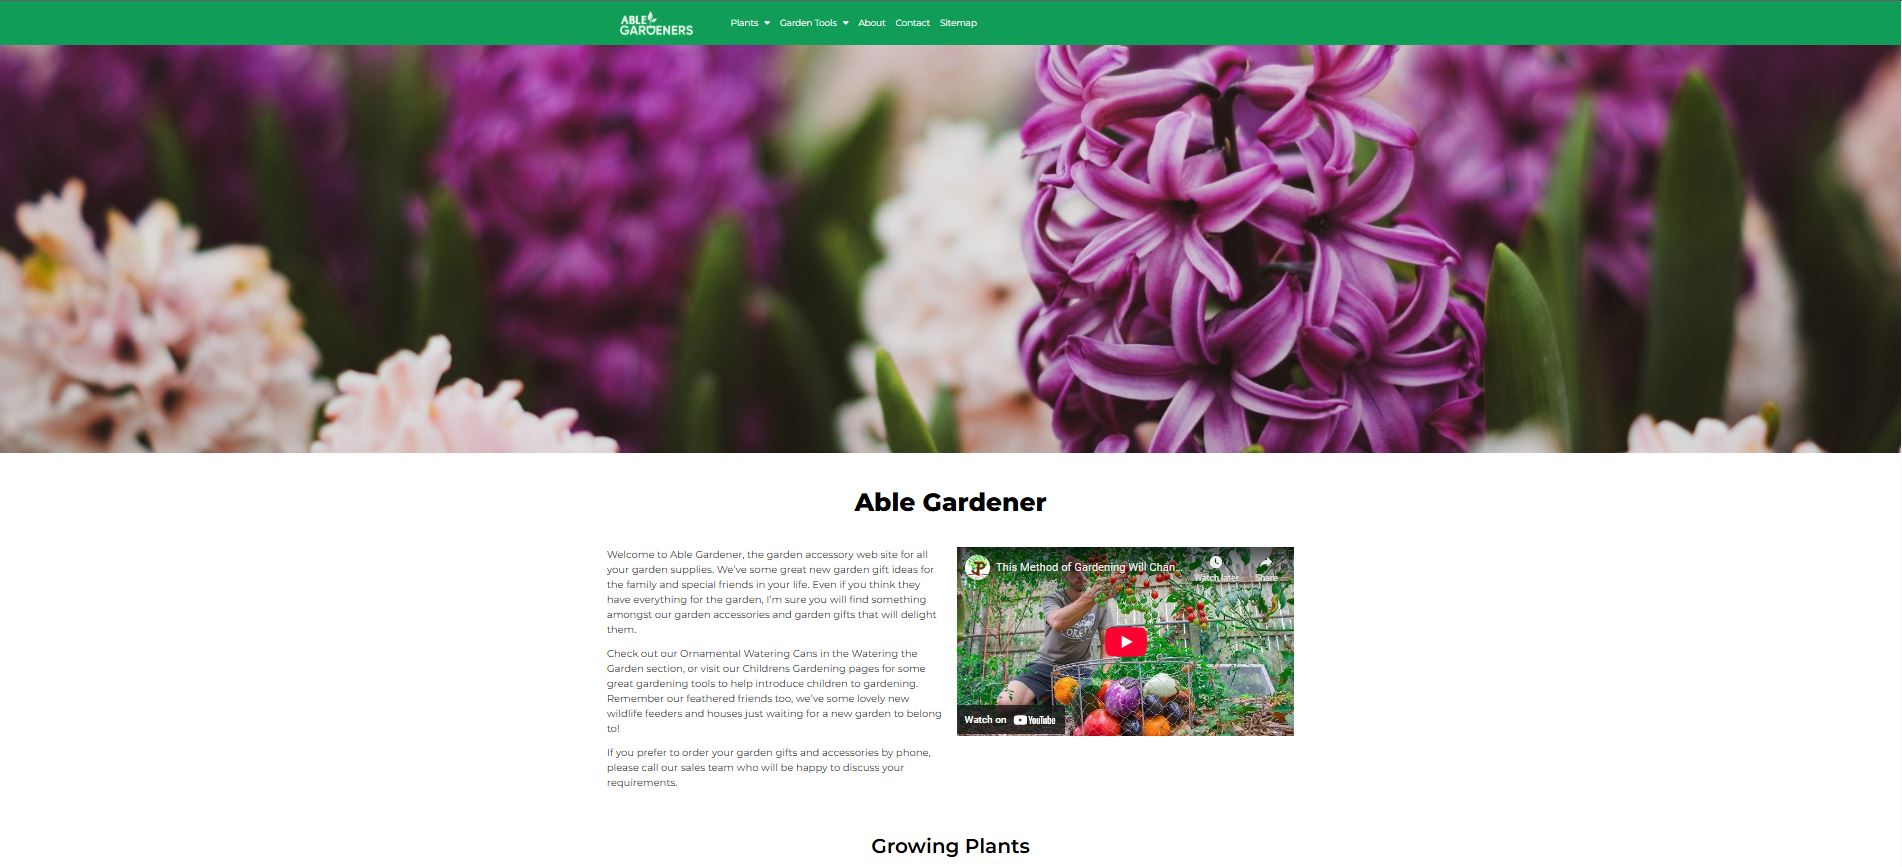 ABLE
GARDENERS
Plants
Garden Tools
About
Contact
Sitemap
Able Gardener
Welcome to Able Gardener, the garden accessory web site for all
your garden supplies. We've some great new garden gift ideas for
the family and special friends in your life. Even if you think they
have everything for the garden, I'm sure you will find something
amongst our garden accessories and garden gifts that will delight
them.
Check out our Ornamental Watering Cans in the Watering the
Garden section, or visit our Childrens Gardening pages for some
great gardening tools to help introduce children to gardening.
Remember our feathered friends too, we've some lovely new
wildlife feeders and houses just waiting for a new garden to belong
to!
If you prefer to order your garden gifts and accessories by phone,
please call our sales team who will be happy to discuss your
requirements.
This Method of Gardening Will Chan...
Watch later
Share
Watch on YouTube
Growing Plants